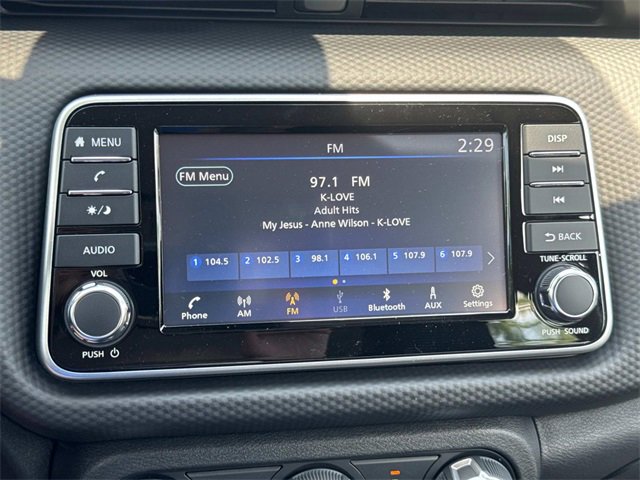 MENU
FM
2:29
DISP
FM Menu
97.1 FM
K-LOVE
Adult Hits
My Jesus - Anne Wilson - K-LOVE
AUDIO
BACK
1 104.5 2 102.5 3 98.1 4 106.1 5 107.9 6 107.9
VOL
TUNE-SCROLL
Phone AM FM USB Bluetooth AUX Settings
PUSH
PUSH SOUND